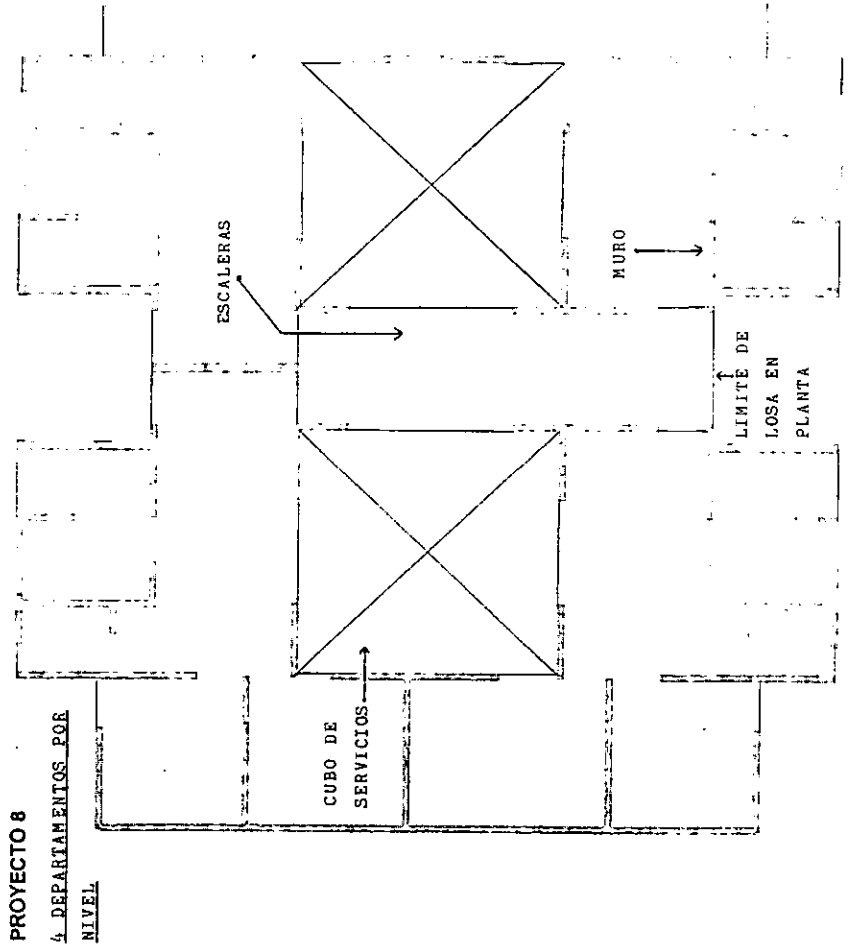 PROYECTO 8
4 DEPARTAMENTOS POR
NIVEL
CUBO DE
SERVICIOS
ESCALERAS
MURO
LIMITE DE
LOSA EN
PLANTA